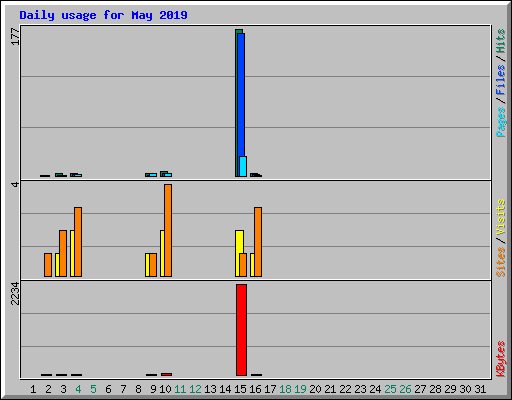 Daily usage for May 2019
177
Pages / Files / Hits
4
Sites / Visits
2234
KBytes
1 2 3 4 5 6 7 8 9 10 11 12 13 14 15 16 17 18 19 20 21 22 23 24 25 26 27 28 29 30 31